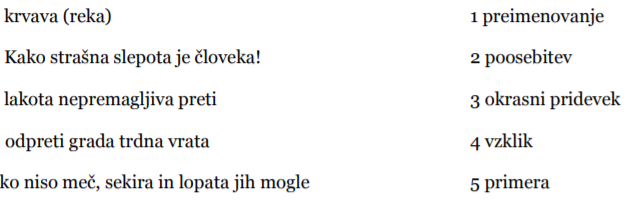 krvava (reka) 1 preimenovanje
Kako strašna slepota je človeka! 2 poosebitev
lakota nepremagljiva preti 3 okrasni pridevek
odpreti grada trdna vrata 4 vzklik
ko niso meč, sekira in lopata jih mogle 5 primera